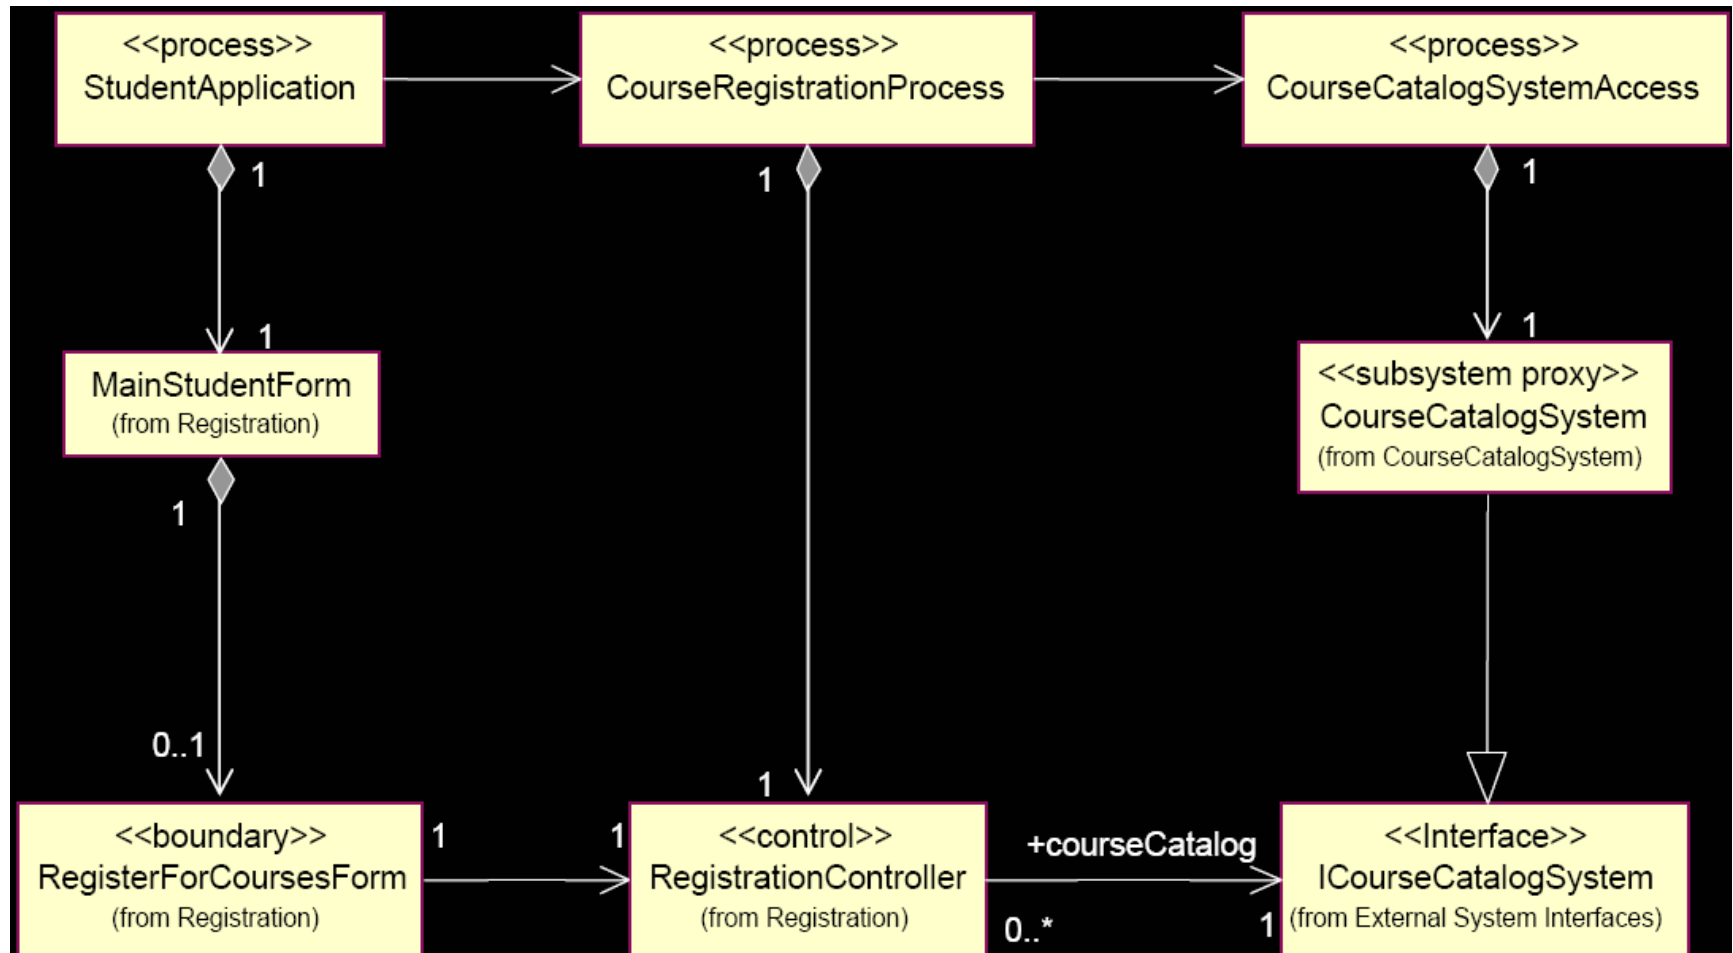 <<process>>
StudentApplication
<<process>>
CourseRegistrationProcess
<<process>>
CourseCatalogSystemAccess
1
1
1
1
1
MainStudentForm
(from Registration)
<<subsystem proxy>>
CourseCatalogSystem
(from CourseCatalogSystem)
1
0..1
1
<<boundary>>
RegisterForCoursesForm
(from Registration)
1
1
<<control>>
RegistrationController
(from Registration)
+courseCatalog
0..*
1
<<Interface>>
ICourseCatalogSystem
(from External System Interfaces)